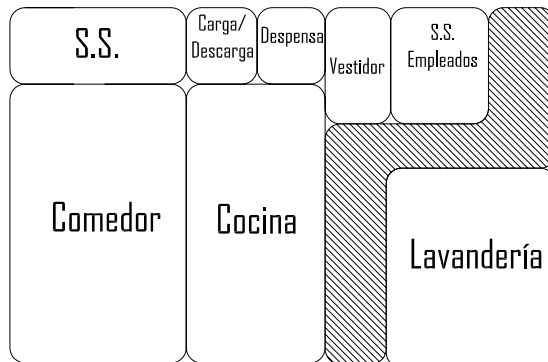 S.S.
Carga/
Descarga
Despensa
Vestidor
S.S.
Empleados
Comedor
Cocina
Lavandería